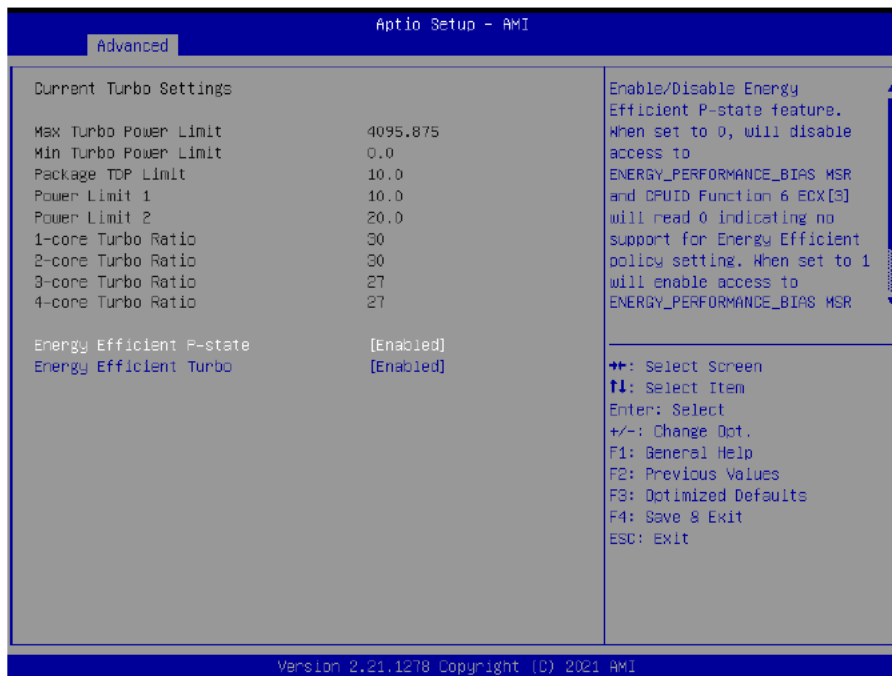 Aptio Setup - AMI
Advanced
Current Turbo Settings
Max Turbo Power Limit 4095.875
Min Turbo Power Limit 0.0
Package TDP Limit 10.0
Power Limit 1 10.0
Power Limit 2 20.0
1-core Turbo Ratio 30
2-core Turbo Ratio 30
3-core Turbo Ratio 27
4-core Turbo Ratio 27
Energy Efficient P-state [Enabled]
Energy Efficient Turbo [Enabled]
Enable/Disable Energy
Efficient P-state feature.
When set to 0, will disable
access to
ENERGY_PERFORMANCE_BIAS MSR
and CPUID Function 6 ECX[3]
will read 0 indicating no
support for Energy Efficient
policy setting. When set to 1
will enable access to
ENERGY_PERFORMANCE_BIAS MSR
→←: Select Screen
↑↓: Select Item
Enter: Select
+/-: Change Opt.
F1: General Help
F2: Previous Values
F3: Optimized Defaults
F4: Save & Exit
ESC: Exit
Version 2.21.1278 Copyright (C) 2021 AMI